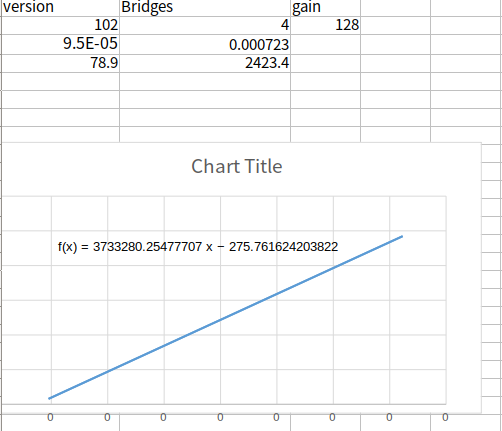 version Bridges gain
102 4 128
9.5E-05 0.000723
78.9 2423.4
Chart Title
f(x) = 3733280.25477707 x − 275.761624203822
0 0 0 0 0 0 0 0